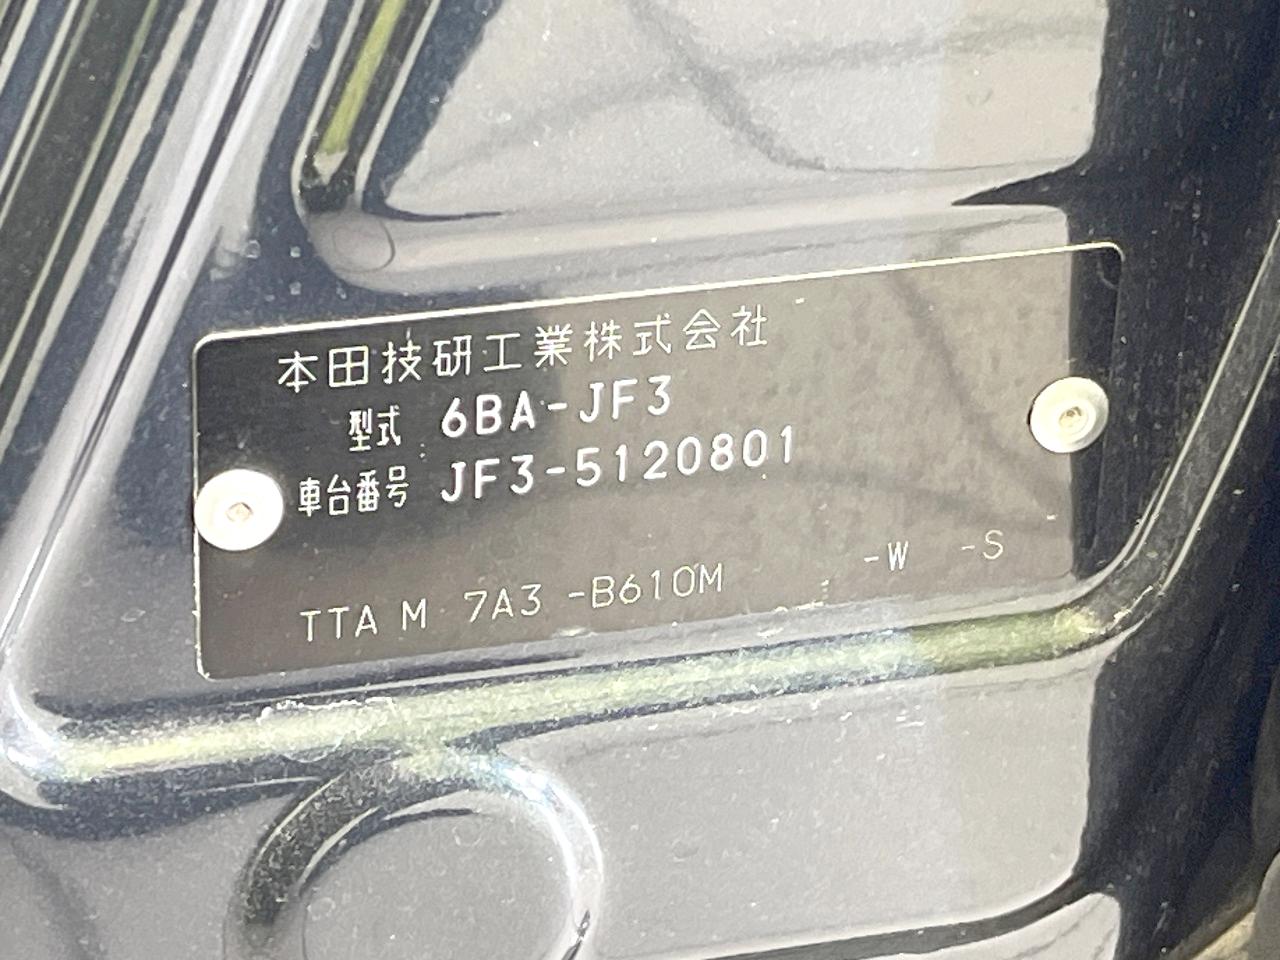 本田技研工業株式会社
型式 6BA-JF3
車台番号 JF3-5120801
TTA M 7A3 -B610M -W -S